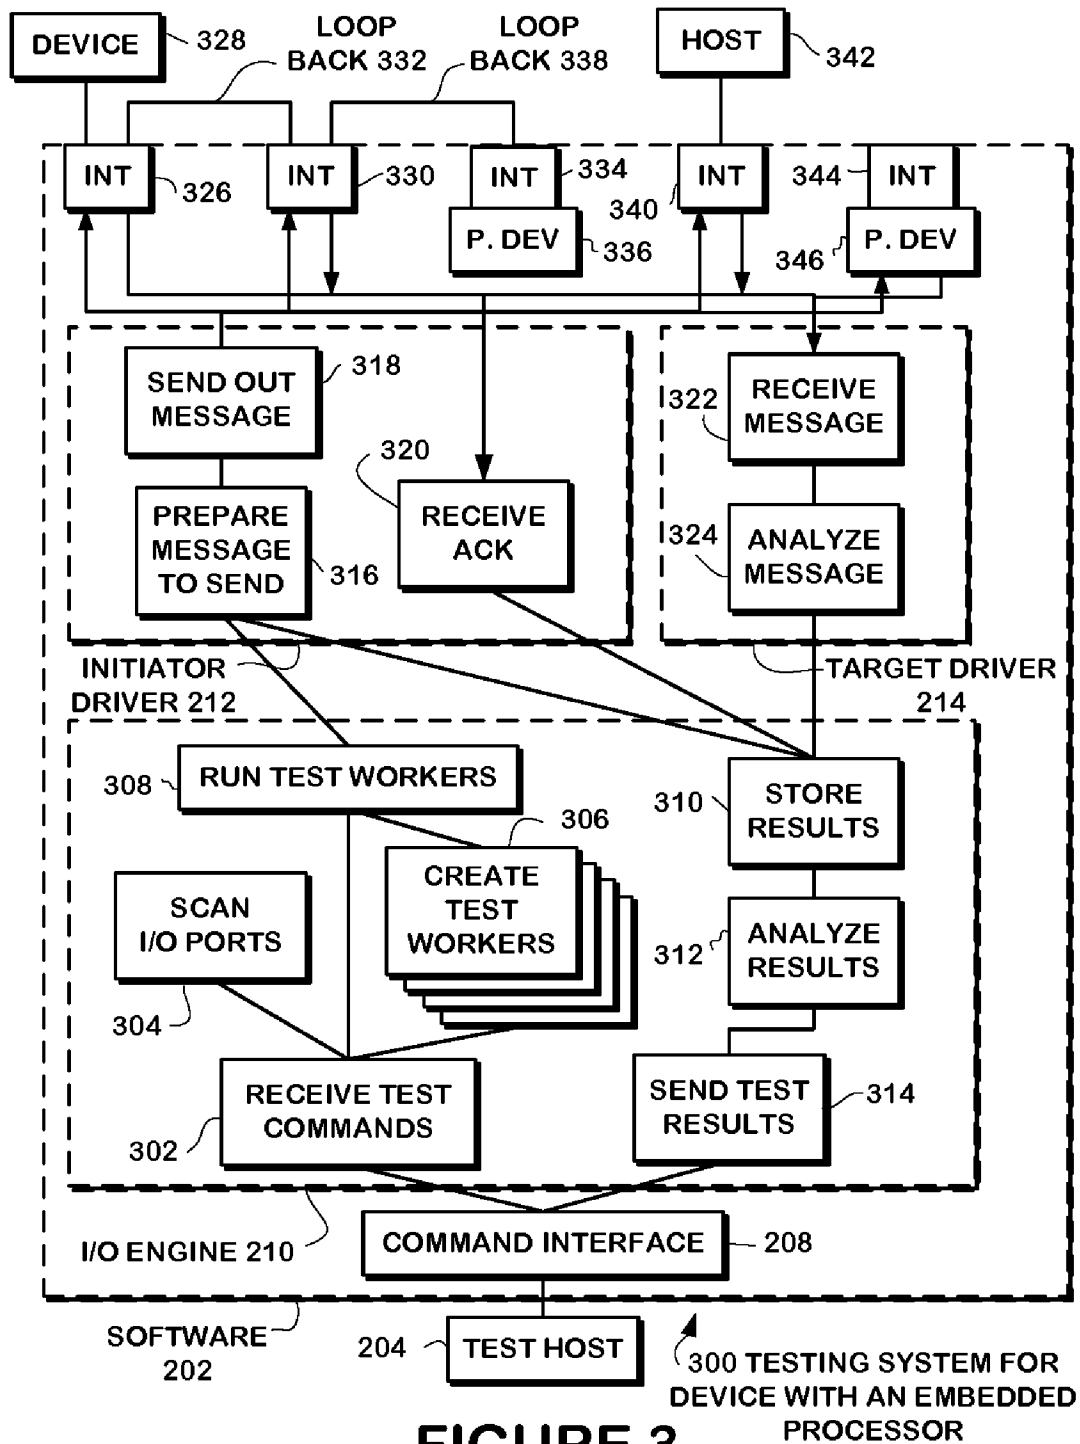 DEVICE
328
LOOP
BACK 332
LOOP
BACK 338
HOST
342
INT
326
INT
330
INT
334
P. DEV
336
INT
340
INT
344
P. DEV
346
SEND OUT
MESSAGE
318
PREPARE
MESSAGE
TO SEND
316
320
RECEIVE
ACK
RECEIVE
MESSAGE
322
ANALYZE
MESSAGE
324
INITIATOR
DRIVER 212
TARGET DRIVER
214
RUN TEST WORKERS
308
306
CREATE
TEST
WORKERS
SCAN
I/O PORTS
304
STORE
RESULTS
310
ANALYZE
RESULTS
312
RECEIVE TEST
COMMANDS
302
SEND TEST
RESULTS
314
I/O ENGINE 210
COMMAND INTERFACE
208
SOFTWARE
202
204
TEST HOST
300 TESTING SYSTEM FOR
DEVICE WITH AN EMBEDDED
PROCESSOR
FIGURE 3